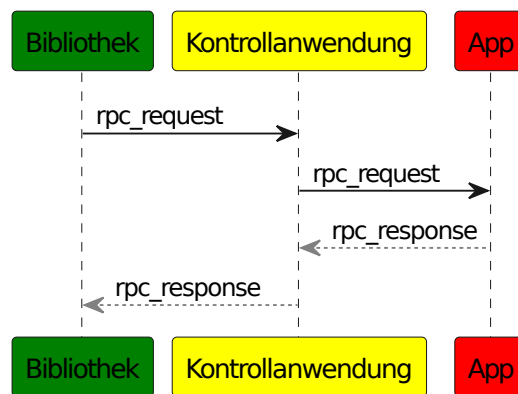 Bibliothek Kontrollanwendung App
rpc_request
rpc_request
rpc_response
rpc_response
Bibliothek Kontrollanwendung App